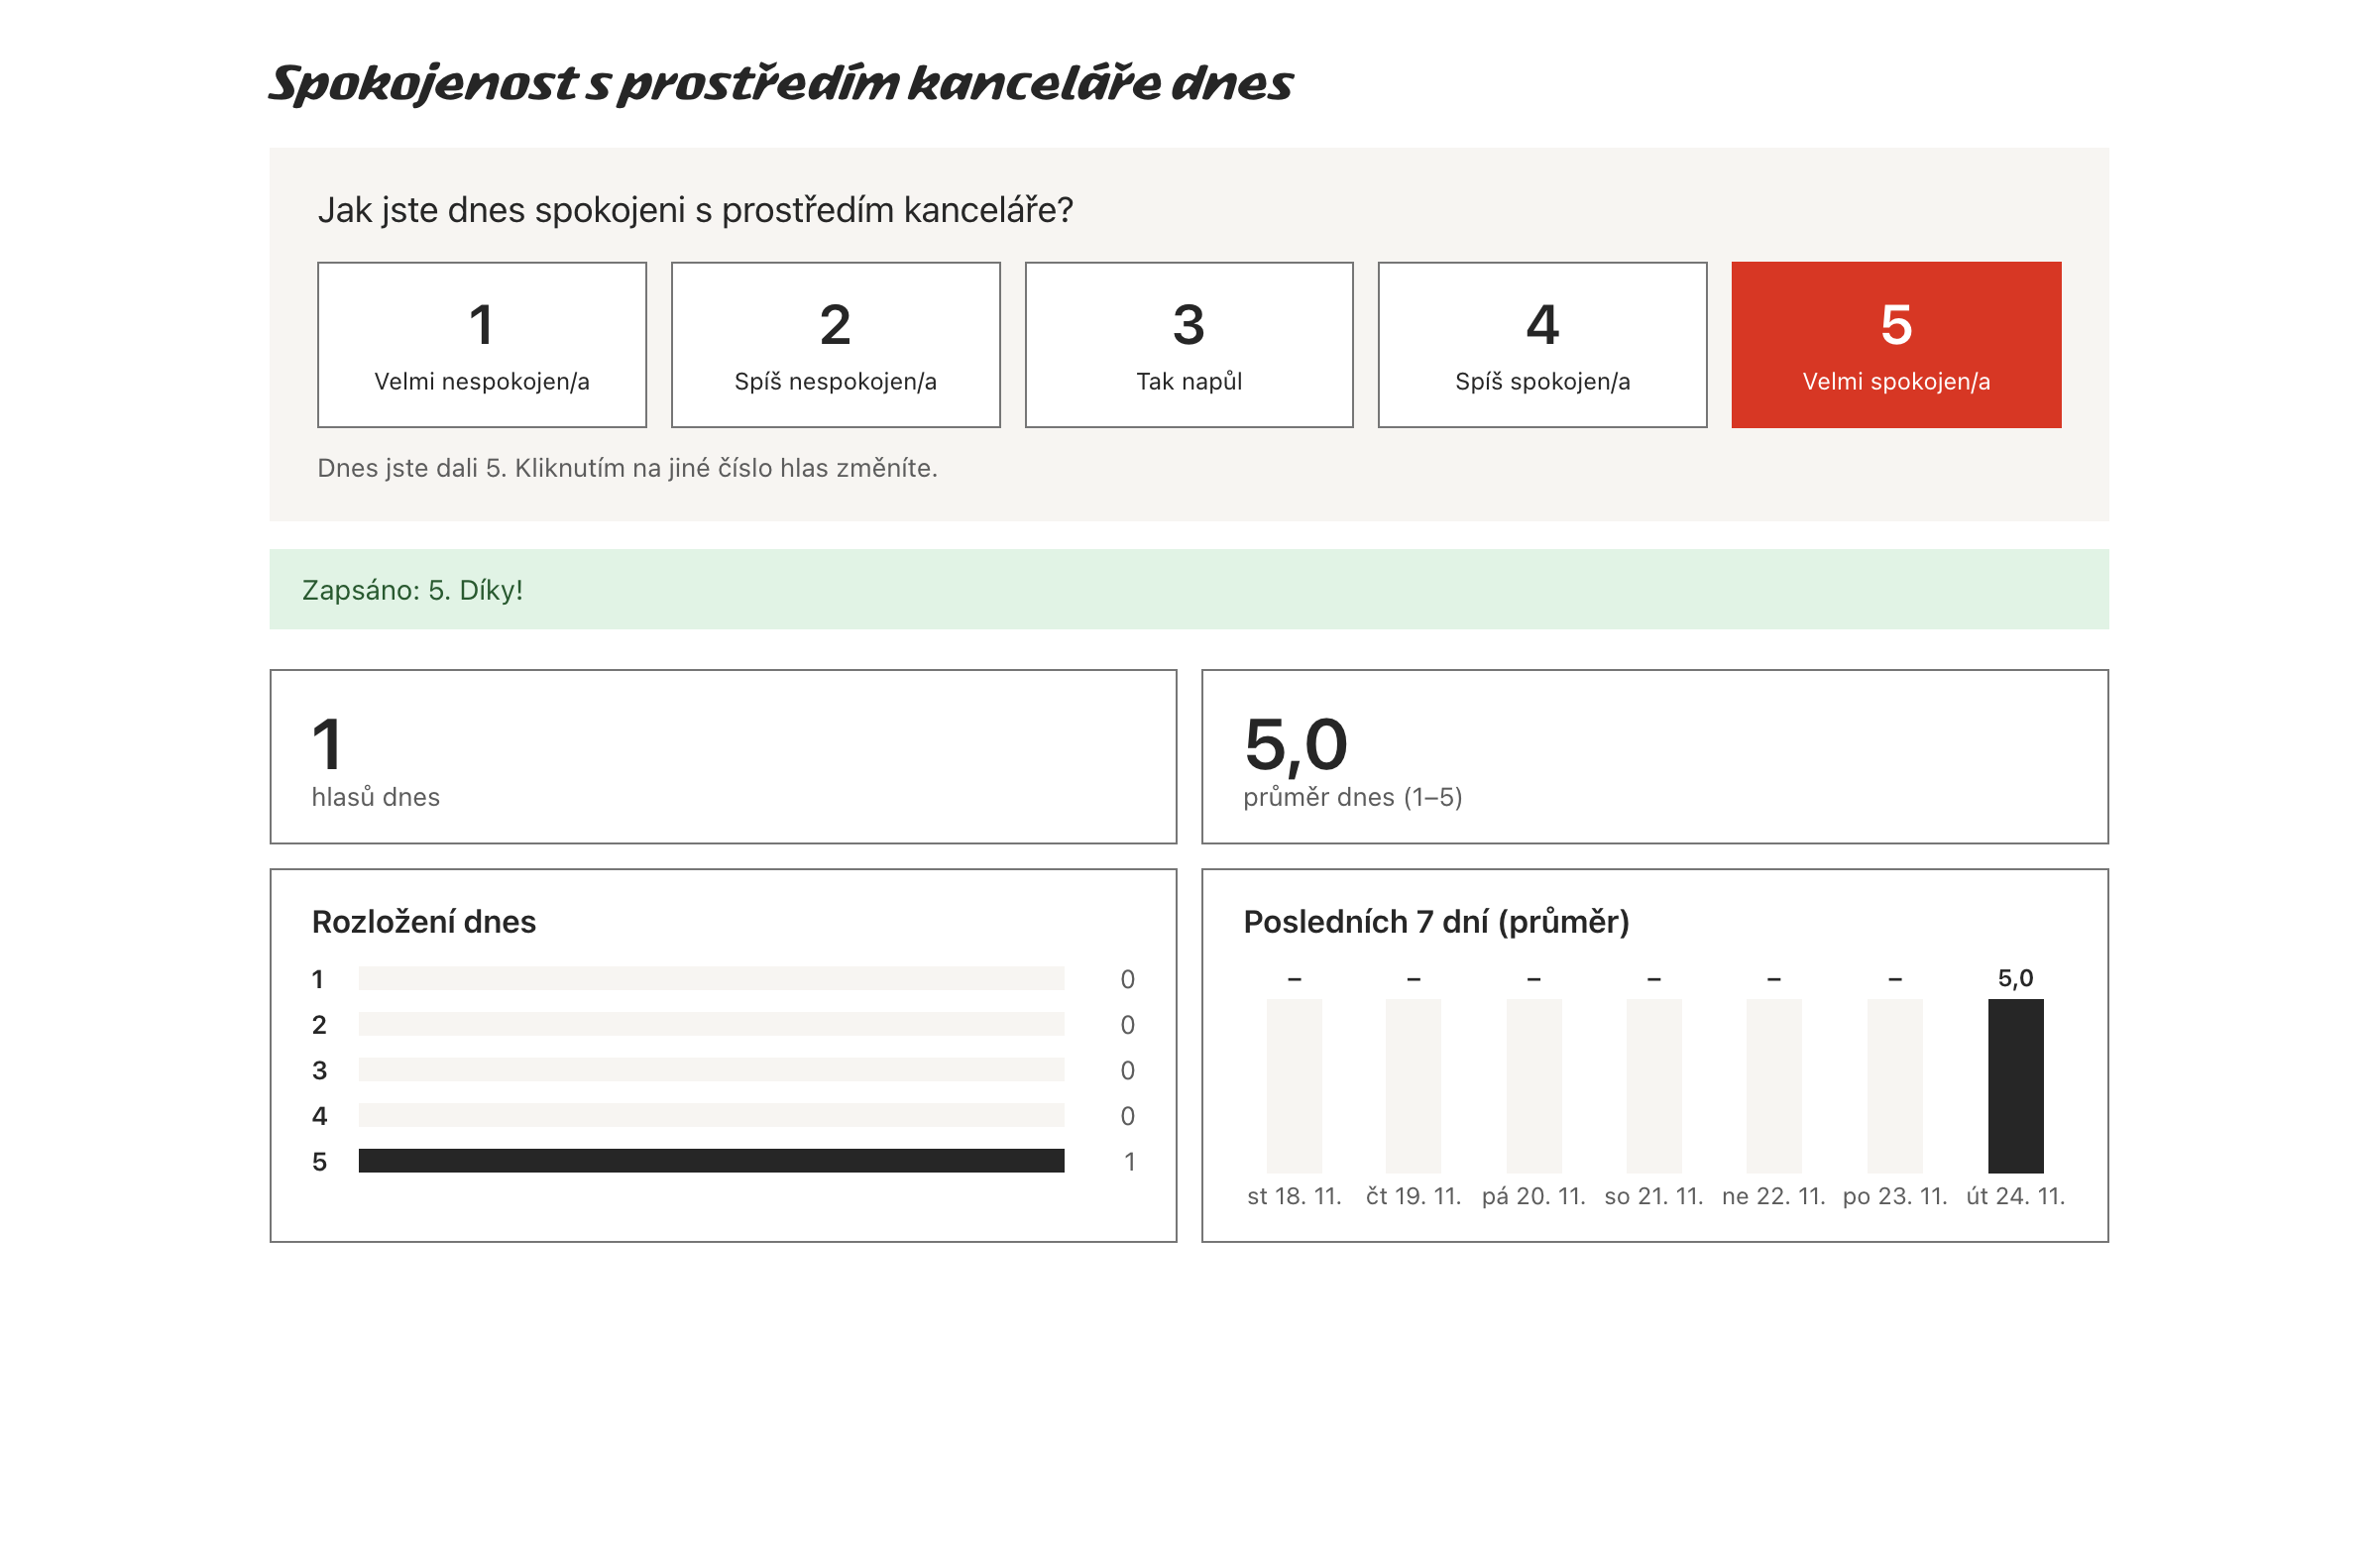 Spokojenost s prostředím kanceláře dnes
Jak jste dnes spokojeni s prostředím kanceláře?
1
Velmi nespokojen/a
2
Spíš nespokojen/a
3
Tak napůl
4
Spíš spokojen/a
5
Velmi spokojen/a
Dnes jste dali 5. Kliknutím na jiné číslo hlas změníte.
Zapsáno: 5. Díky!
1
hlasů dnes
5,0
průměr dnes (1–5)
Rozložení dnes
1 0
2 0
3 0
4 0
5 1
Posledních 7 dní (průměr)
– – – – – – 5,0
st 18. 11. čt 19. 11. pá 20. 11. so 21. 11. ne 22. 11. po 23. 11. út 24. 11.